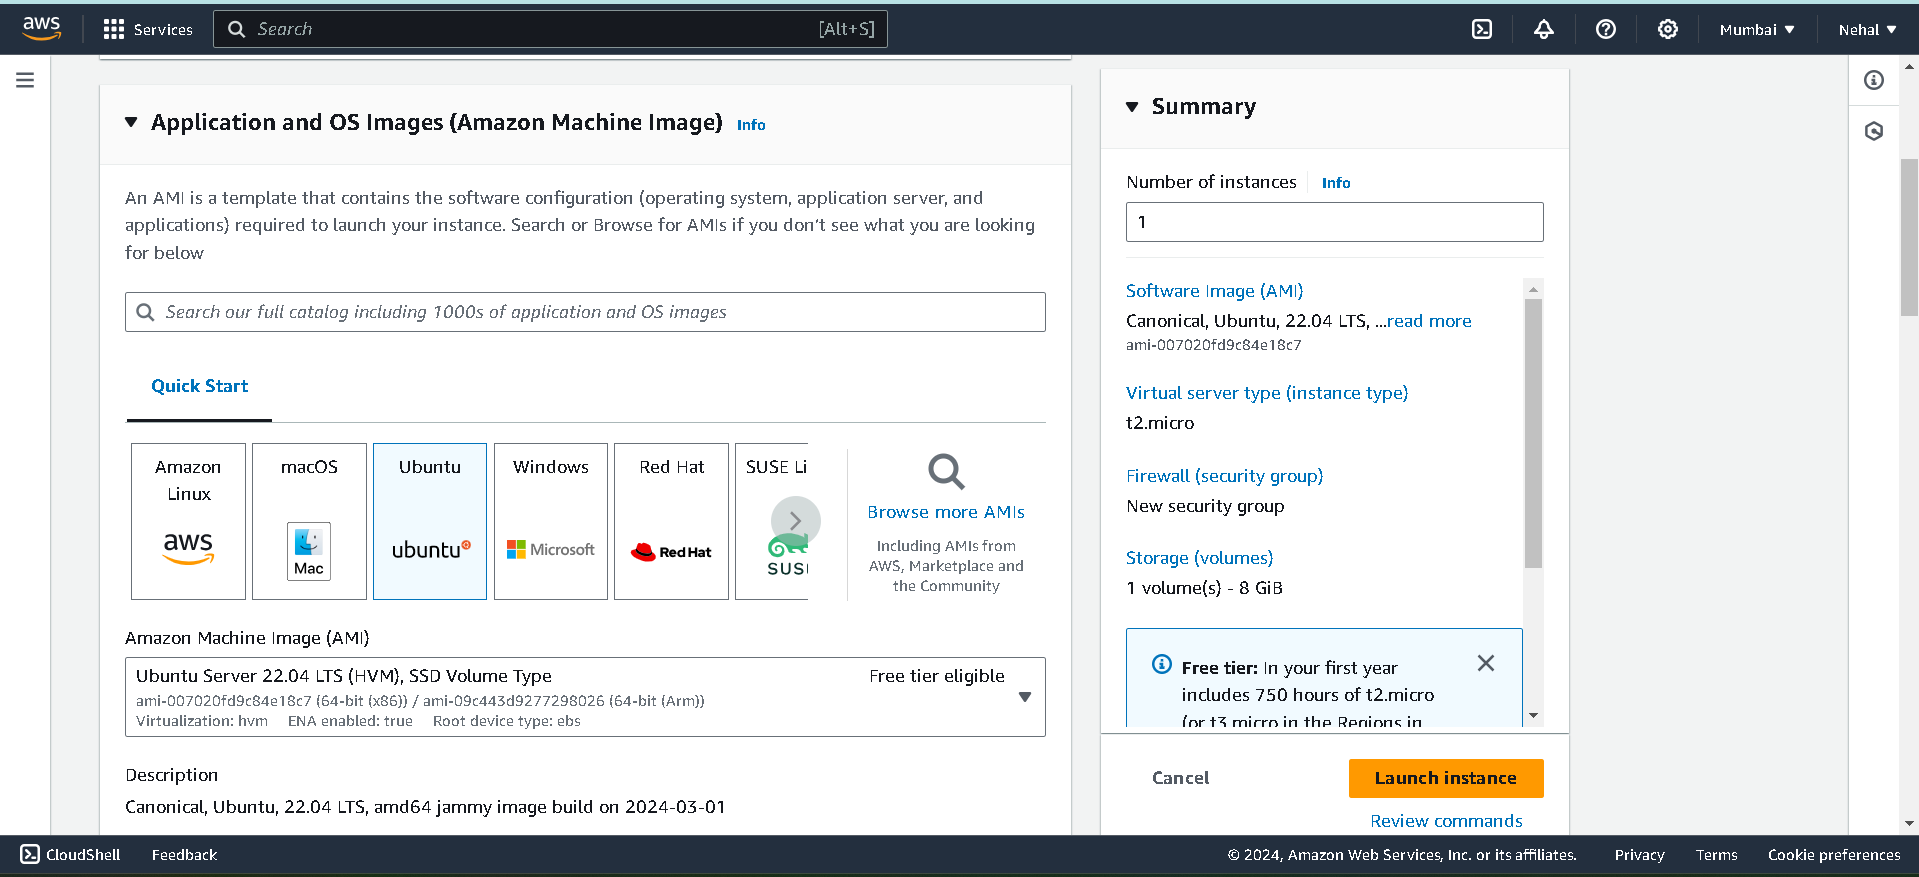 aws
Services
Search
[Alt+S]
Mumbai ▼
Nehal ▼
Application and OS Images (Amazon Machine Image) Info
An AMI is a template that contains the software configuration (operating system, application server, and
applications) required to launch your instance. Search or Browse for AMIs if you don't see what you are looking
for below
Search our full catalog including 1000s of application and OS images
Quick Start
Amazon
Linux
aws
macOS
Mac
Ubuntu
ubuntu
Windows
Microsoft
Red Hat
Red Hat
SUSE Li
SUS
Browse more AMIs
Including AMIs from
AWS, Marketplace and
the Community
Amazon Machine Image (AMI)
Ubuntu Server 22.04 LTS (HVM), SSD Volume Type
Free tier eligible
ami-007020fd9c84e18c7 (64-bit (x86)) / ami-09c443d9277298026 (64-bit (Arm))
Virtualization: hvm ENA enabled: true Root device type: ebs
Description
Canonical, Ubuntu, 22.04 LTS, amd64 jammy image build on 2024-03-01
Summary
Number of instances Info
1
Software Image (AMI)
Canonical, Ubuntu, 22.04 LTS, ...read more
ami-007020fd9c84e18c7
Virtual server type (instance type)
t2.micro
Firewall (security group)
New security group
Storage (volumes)
1 volume(s) - 8 GiB
Free tier: In your first year
includes 750 hours of t2.micro
(or t3.micro in the Regions in
Cancel
Launch instance
Review commands
CloudShell
Feedback
© 2024, Amazon Web Services, Inc. or its affiliates.
Privacy
Terms
Cookie preferences